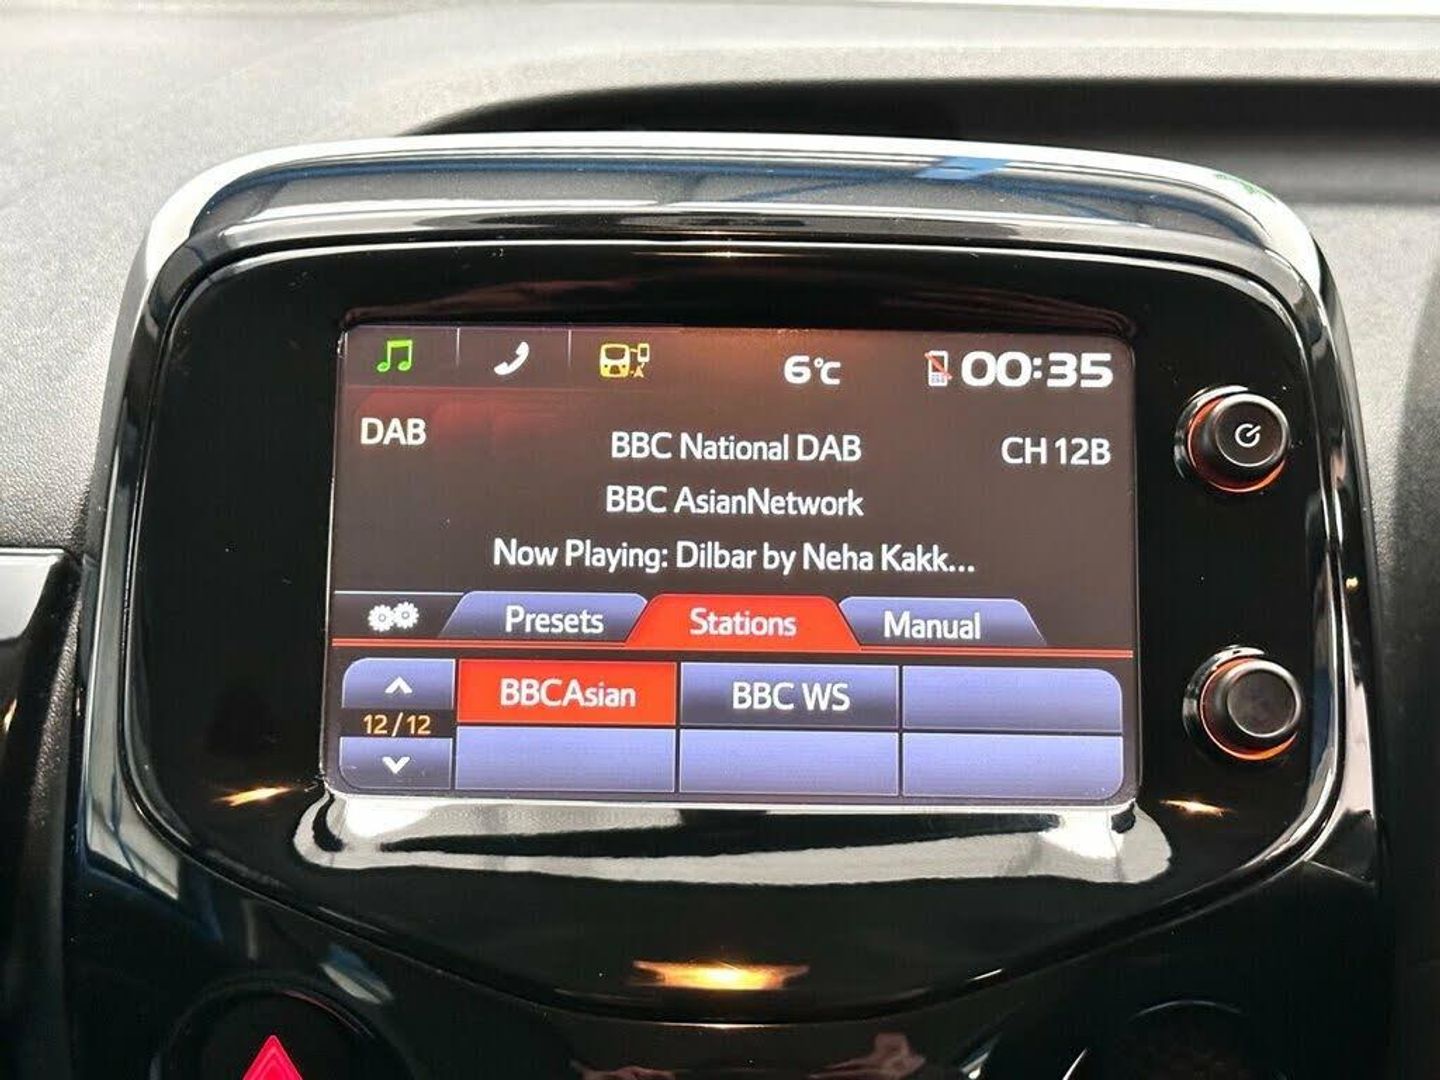 6°C 00:35
DAB BBC National DAB CH 12B
BBC AsianNetwork
Now Playing: Dilbar by Neha Kakk...
Presets Stations Manual
BBCAsian BBC WS
12/12